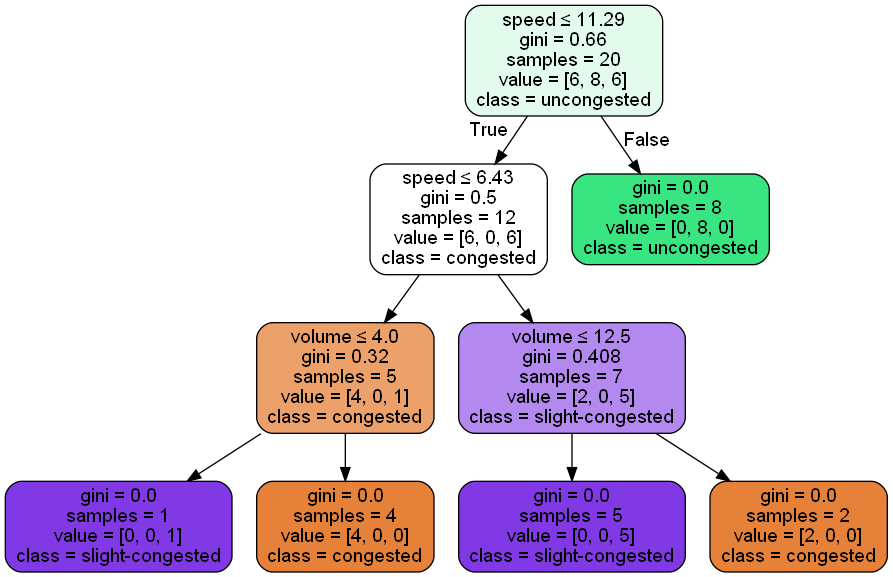 speed ≤ 11.29
gini = 0.66
samples = 20
value = [6, 8, 6]
class = uncongested
True
False
speed ≤ 6.43
gini = 0.5
samples = 12
value = [6, 0, 6]
class = congested
gini = 0.0
samples = 8
value = [0, 8, 0]
class = uncongested
volume ≤ 4.0
gini = 0.32
samples = 5
value = [4, 0, 1]
class = congested
volume ≤ 12.5
gini = 0.408
samples = 7
value = [2, 0, 5]
class = slight-congested
gini = 0.0
samples = 1
value = [0, 0, 1]
class = slight-congested
gini = 0.0
samples = 4
value = [4, 0, 0]
class = congested
gini = 0.0
samples = 5
value = [0, 0, 5]
class = slight-congested
gini = 0.0
samples = 2
value = [2, 0, 0]
class = congested